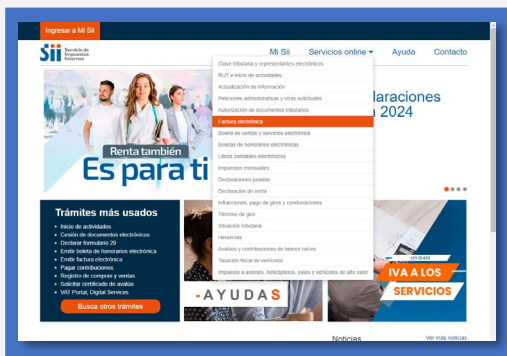 Ingresar a Mi Sii
Sii Servicio de
Impuestos
Internos
Mi Sii Servicios online Ayuda Contacto
Clave tributaria y representantes electrónicos
RUT e inicio de actividades
Actualización de información
Peticiones administrativas y otras solicitudes
Autorización de documentos tributarios
Factura electrónica
Boleta de ventas y servicios electrónica
Boletas de honorarios electrónicas
Libros contables electrónicos
Impuestos mensuales
Declaraciones juradas
Declaración de renta
Infracciones, pago de giros y condonaciones
Término de giro
Situación tributaria
Herencias
Avalúos y contribuciones de bienes raíces
Tasación fiscal de vehículos
Impuesto a aviones, helicópteros, yates y vehículos de alto valor
Renta también
Es para ti
laraciones
2024
Trámites más usados
Inicio de actividades
Cesión de documentos electrónicos
Declarar formulario 29
Emitir boleta de honorarios electrónica
Emitir factura electrónica
Pagar contribuciones
Registro de compras y ventas
Solicitar certificado de avalúo
VAT Portal, Digital Services
Busca otros trámites
-AYUDAS
IVA A LOS
SERVICIOS
Noticias
Ver más noticias